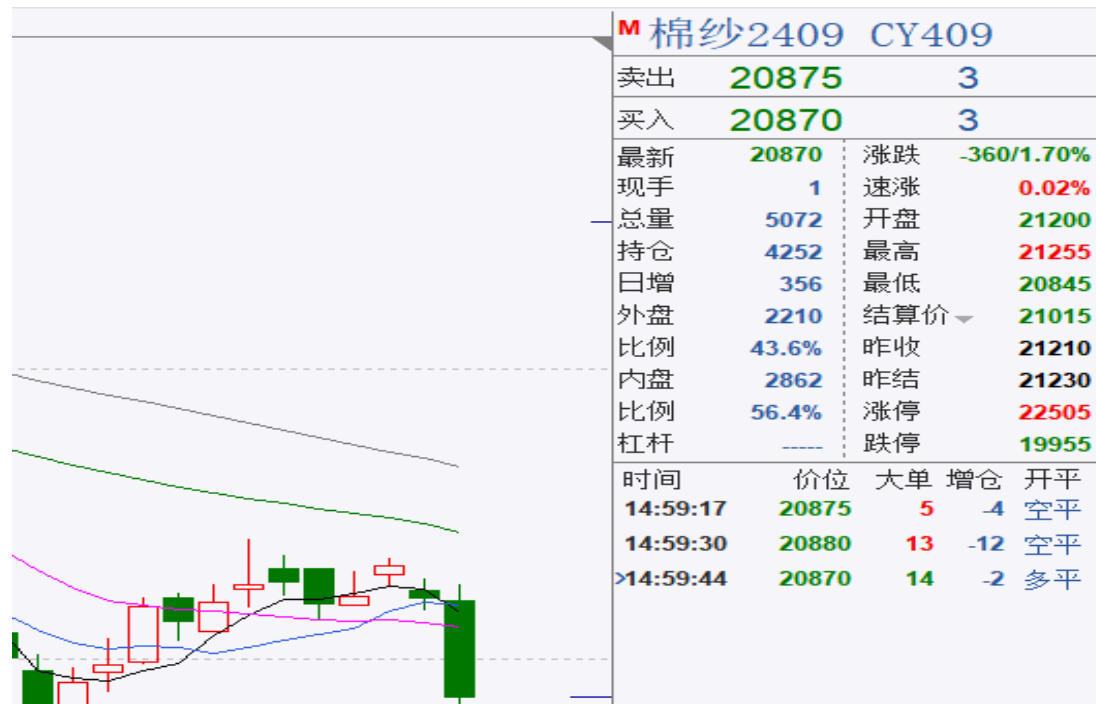 M 棉纱2409 CY409
卖出 20875 3
买入 20870 3
最新 20870 涨跌 -360/1.70%
现手 1 速涨 0.02%
总量 5072 开盘 21200
持仓 4252 最高 21255
日增 356 最低 20845
外盘 2210 结算价 21015
比例 43.6% 昨收 21210
内盘 2862 昨结 21230
比例 56.4% 涨停 22505
杠杆 ----- 跌停 19955
时间 价位 大单 增仓 开平
14:59:17 20875 5 -4 空平
14:59:30 20880 13 -12 空平
>14:59:44 20870 14 -2 多平